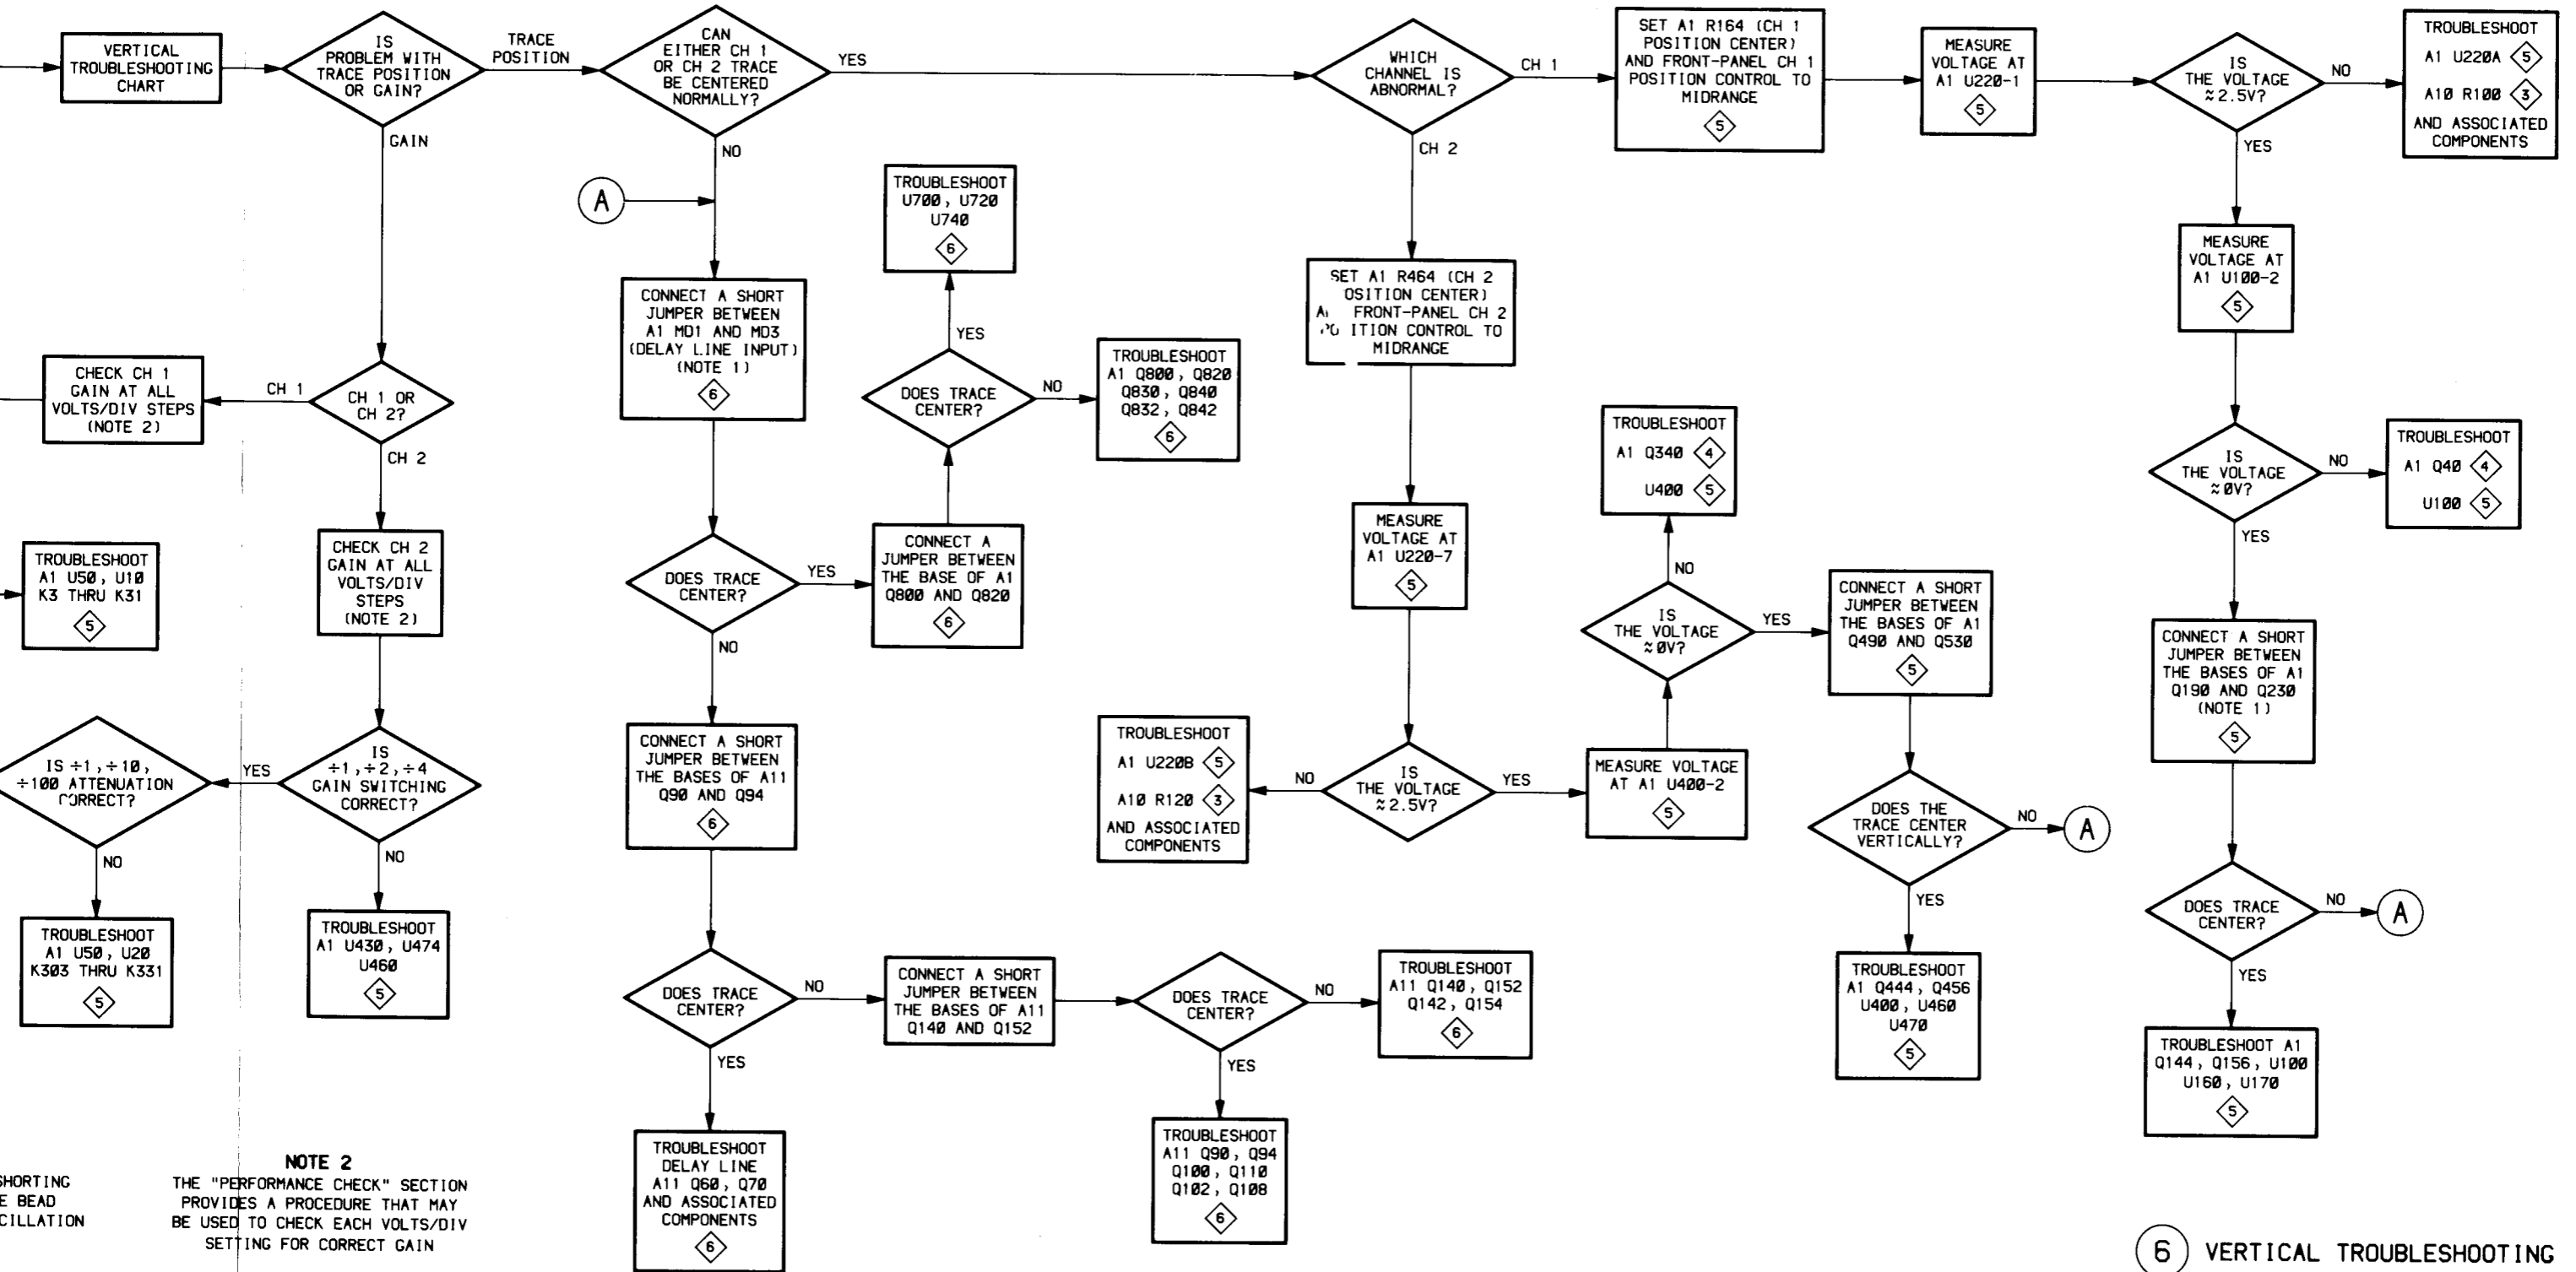 VERTICAL
TROUBLESHOOTING
CHART
IS
PROBLEM WITH
TRACE POSITION
OR GAIN?
TRACE
POSITION
GAIN
CAN
EITHER CH 1
OR CH 2 TRACE
BE CENTERED
NORMALLY?
YES
NO
A
WHICH
CHANNEL IS
ABNORMAL?
CH 1
CH 2
SET A1 R164 (CH 1
POSITION CENTER)
AND FRONT-PANEL CH 1
POSITION CONTROL TO
MIDRANGE
5
MEASURE
VOLTAGE AT
A1 U220-1
5
IS
THE VOLTAGE
≈2.5V?
NO
YES
TROUBLESHOOT
A1 U220A 5
A10 R100 3
AND ASSOCIATED
COMPONENTS
MEASURE
VOLTAGE AT
A1 U100-2
5
IS
THE VOLTAGE
≈0V?
NO
YES
TROUBLESHOOT
A1 Q40 4
U100 5
CONNECT A SHORT
JUMPER BETWEEN
THE BASES OF A1
Q190 AND Q230
(NOTE 1)
5
DOES TRACE
CENTER?
NO
A
YES
TROUBLESHOOT A1
Q144, Q156, U100
U160, U170
5
SET A1 R464 (CH 2
OSITION CENTER)
FRONT-PANEL CH 2
ITION CONTROL TO
MIDRANGE
MEASURE
VOLTAGE AT
A1 U220-7
5
IS
THE VOLTAGE
≈2.5V?
NO
YES
TROUBLESHOOT
A1 U220B 5
A10 R120 3
AND ASSOCIATED
COMPONENTS
MEASURE VOLTAGE
AT A1 U400-2
5
IS
THE VOLTAGE
≈0V?
NO
YES
TROUBLESHOOT
A1 Q340 4
U400 5
CONNECT A SHORT
JUMPER BETWEEN
THE BASES OF A1
Q490 AND Q530
5
DOES THE
TRACE CENTER
VERTICALLY?
NO
A
YES
TROUBLESHOOT
A1 Q444, Q456
U400, U460
U470
5
CONNECT A SHORT
JUMPER BETWEEN
A1 MD1 AND MD3
(DELAY LINE INPUT)
(NOTE 1)
6
DOES TRACE
CENTER?
YES
NO
CONNECT A
JUMPER BETWEEN
THE BASE OF A1
Q800 AND Q820
6
DOES TRACE
CENTER?
YES
NO
TROUBLESHOOT
U700, U720
U740
6
TROUBLESHOOT
A1 Q800, Q820
Q830, Q840
Q832, Q842
6
CONNECT A SHORT
JUMPER BETWEEN
THE BASES OF A11
Q90 AND Q94
6
DOES TRACE
CENTER?
NO
YES
CONNECT A SHORT
JUMPER BETWEEN
THE BASES OF A11
Q140 AND Q152
DOES TRACE
CENTER?
NO
YES
TROUBLESHOOT
A11 Q140, Q152
Q142, Q154
6
TROUBLESHOOT
A11 Q90, Q94
Q100, Q110
Q102, Q108
6
TROUBLESHOOT
DELAY LINE
A11 Q60, Q70
AND ASSOCIATED
COMPONENTS
6
CH 1 OR
CH 2?
CH 1
CH 2
CHECK CH 1
GAIN AT ALL
VOLTS/DIV STEPS
(NOTE 2)
TROUBLESHOOT
A1 U50, U10
K3 THRU K31
5
CHECK CH 2
GAIN AT ALL
VOLTS/DIV
STEPS
(NOTE 2)
IS
÷1, ÷2, ÷4
GAIN SWITCHING
CORRECT?
YES
NO
IS ÷1, ÷10,
÷100 ATTENUATION
CORRECT?
NO
TROUBLESHOOT
A1 U50, U20
K303 THRU K331
5
TROUBLESHOOT
A1 U430, U474
U460
5
SHORTING
E BEAD
CILLATION
NOTE 2
THE "PERFORMANCE CHECK" SECTION
PROVIDES A PROCEDURE THAT MAY
BE USED TO CHECK EACH VOLTS/DIV
SETTING FOR CORRECT GAIN
6 VERTICAL TROUBLESHOOTING